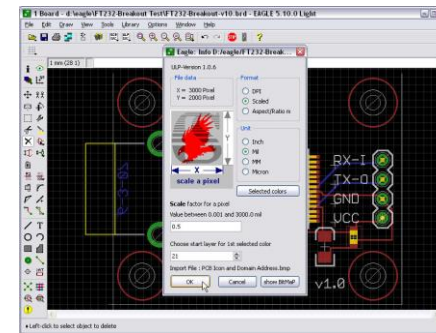 1 Board - d:\eagle\FT232-Breakout Test\FT232-Breakout-v10.brd - EAGLE 5.10.0 Light
File Edit Draw View Tools Library Options Window Help
1 mm (28 1)
Eagle: Info D:/eagle/FT232-Break...
ULP-Version 1.0.6
File data
X = 3000 Pixel
Y = 2000 Pixel
Format
DPI
Scaled
Aspect/Ratio m
Y
X
scale a pixel
Unit
Inch
Mil
MM
Micron
Selected colors
Scale factor for a pixel
Value between 0.001 and 3000.0 mil
0.5
Choose start layer for 1st selected color
21
Import File : PCB Icon and Domain Address.bmp
OK
Cancel
show BitMaP
RX-I
TX-O
GND
VCC
v1.0
Left-click to select object to delete